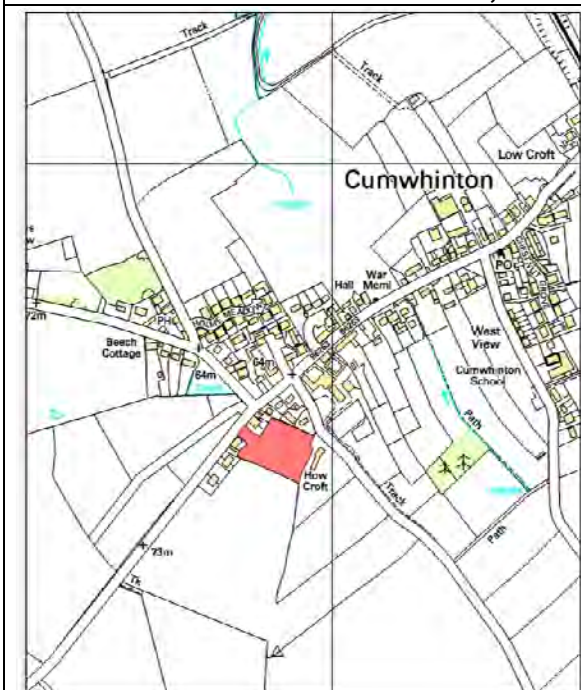 Track
Track
Low Croft
Cumwhinton
War
Meml
Hall
PO
PH
72m
Beech
Cottage
64m
64m
West
View
Cumwhinton
School
Path
How
Croft
Track
Path
73m
Tk